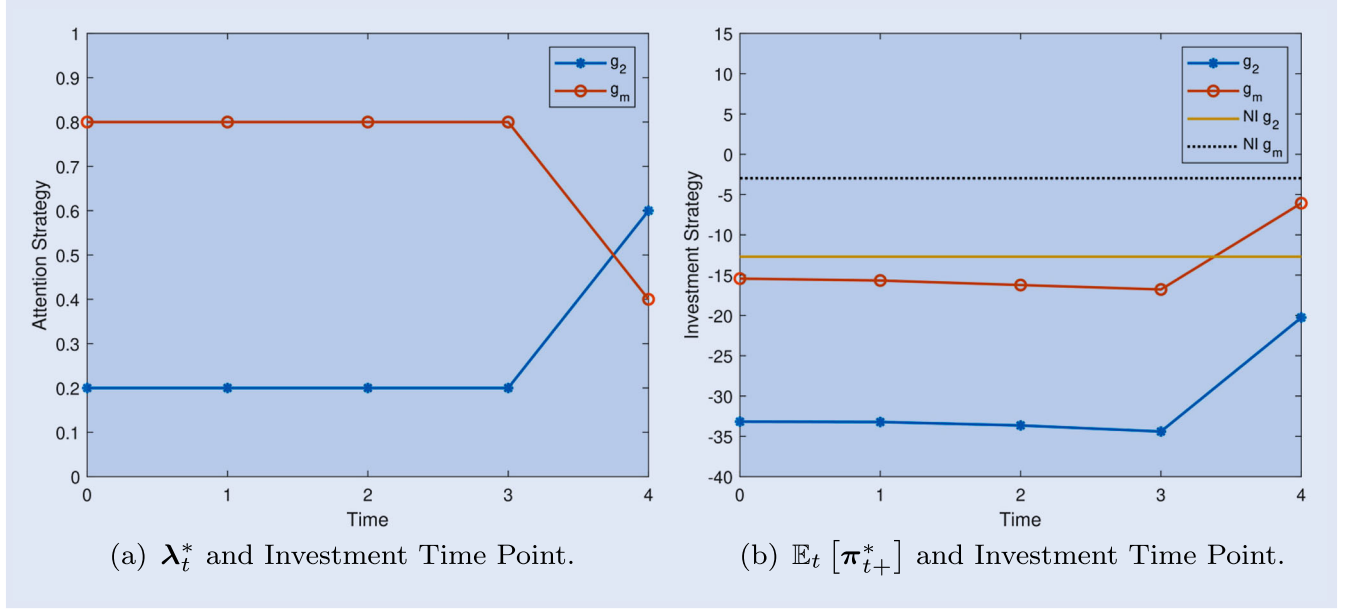 1
0.9
0.8
0.7
0.6
0.5
0.4
0.3
0.2
0.1
0
Attention Strategy
0 1 2 3 4
Time
g₂
gₘ
(a) λ*ₜ and Investment Time Point.
15
10
5
0
-5
-10
-15
-20
-25
-30
-35
-40
Investment Strategy
0 1 2 3 4
Time
g₂
gₘ
NI g₂
NI gₘ
(b) 𝔼ₜ [π*ₜ₊] and Investment Time Point.